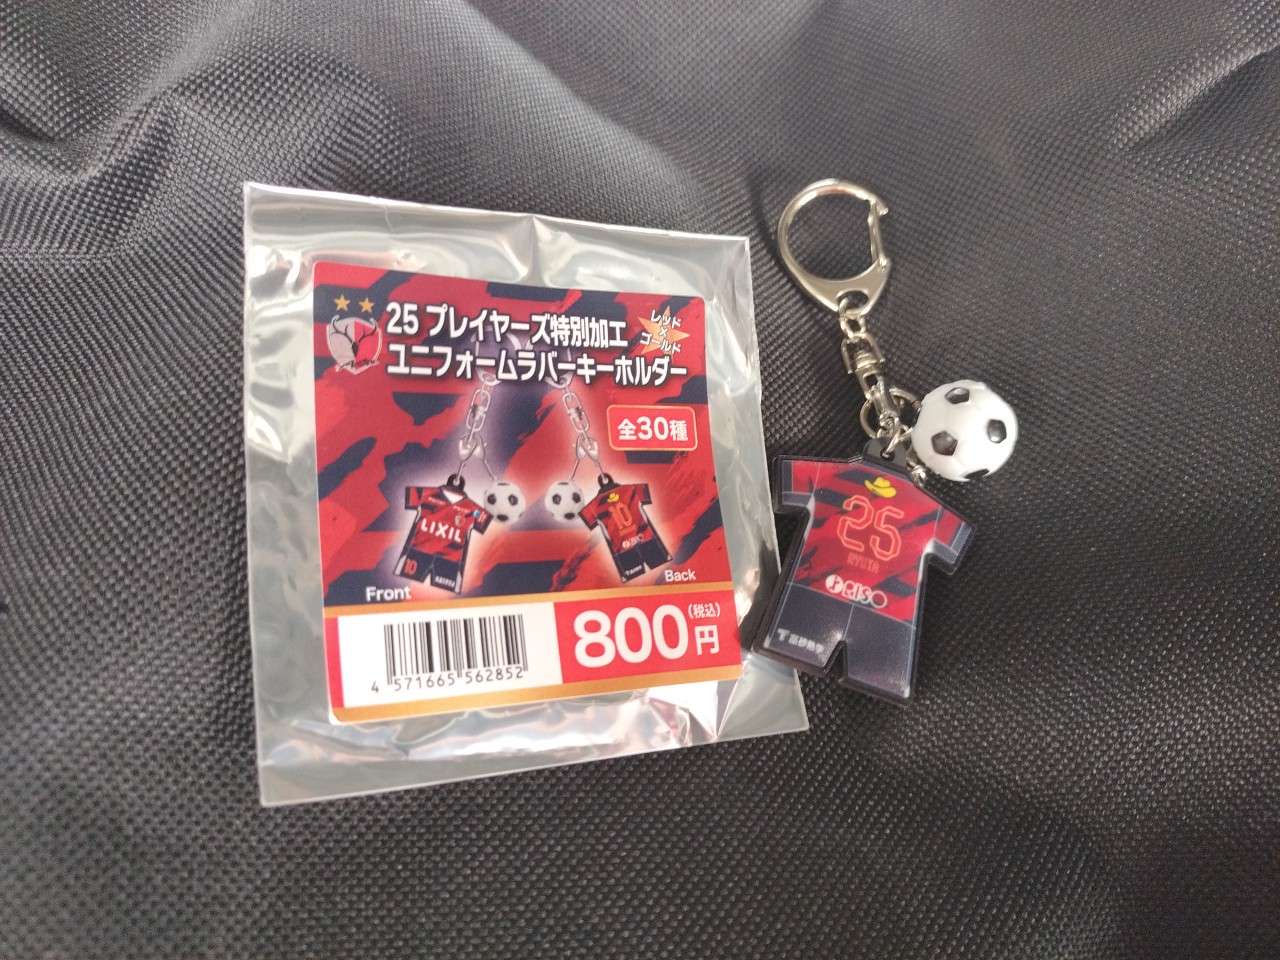 25 プレイヤーズ特別加工
ユニフォームラバーキーホルダー
レッド
×
ゴールド
全30種
LIXIL
10
10
Front
Back
4 571665 562852
800円
(税込)
25
RYUTA
RISO